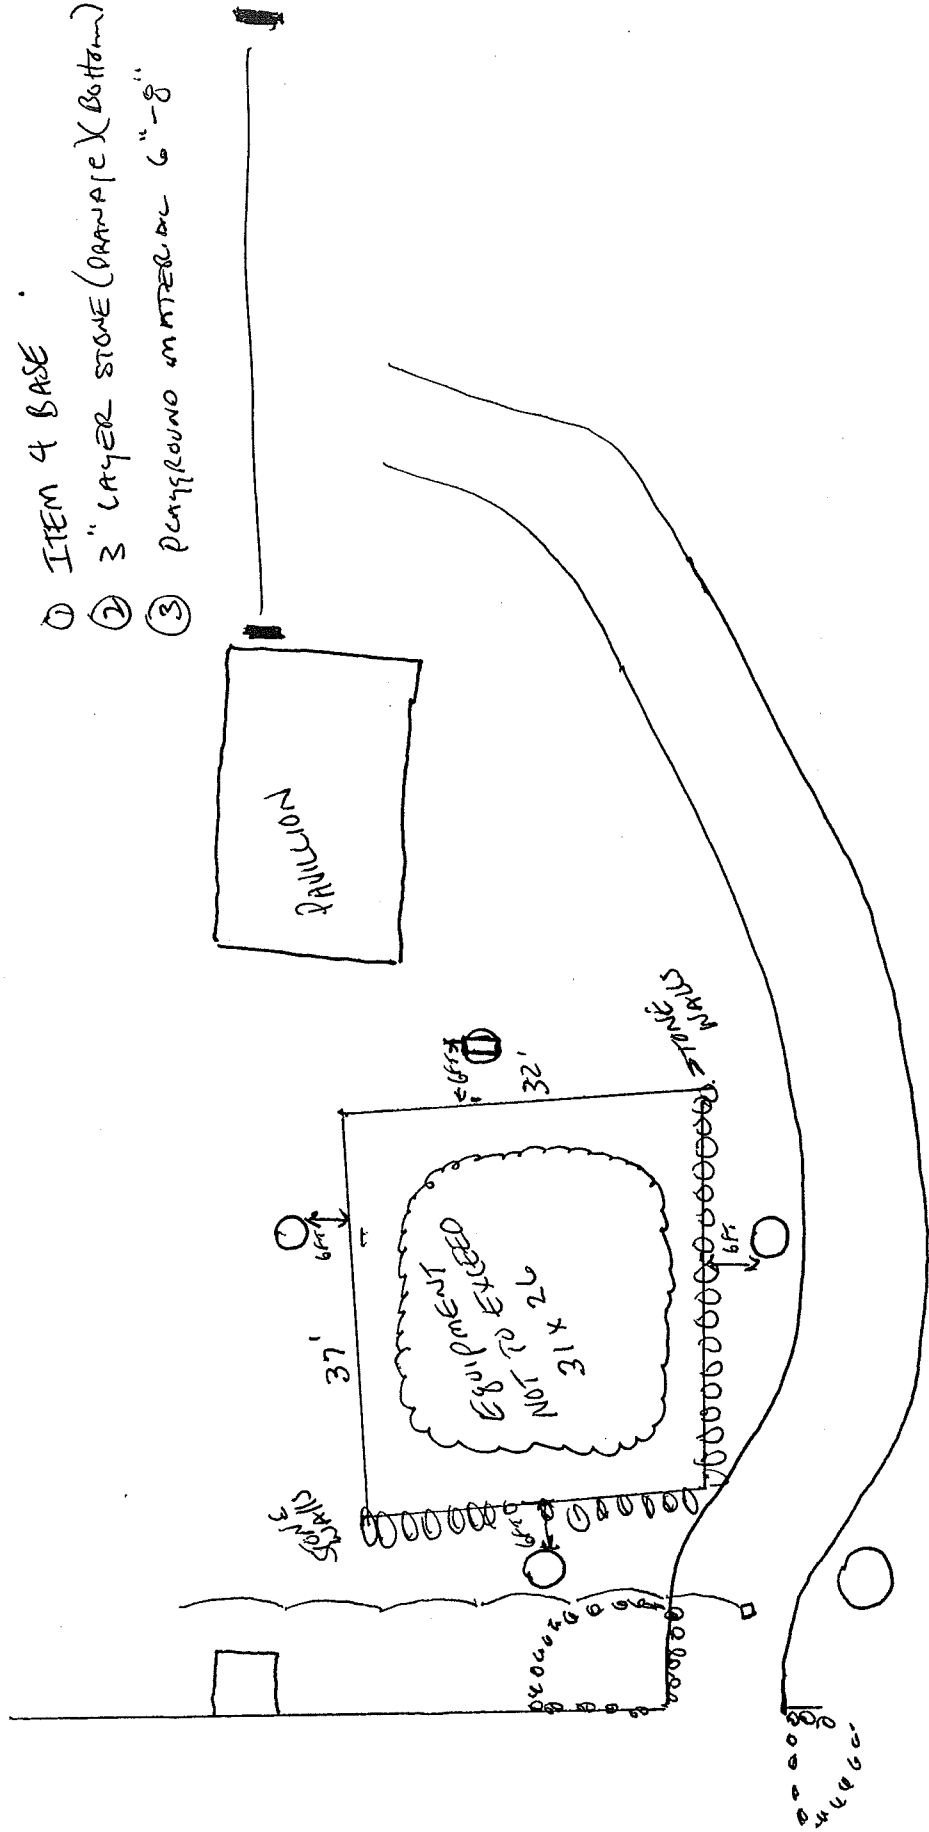 ① ITEM 4 BASE
② 3" LAYER STONE (DRANAGE) (Bottom)
③ PLAYGROUND MATERIAL 6"-8"
PAVILLION
STONE WALLS
37'
6FT
6FT
32'
EQUIPMENT
NOT TO EXCEED
31 x 26
6FT
6FT
STONE
WALLS